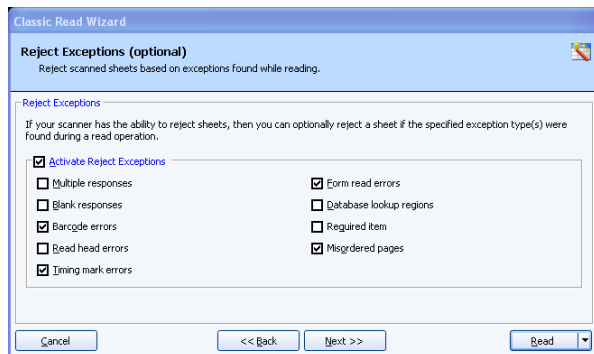 Classic Read Wizard
Reject Exceptions (optional)
Reject scanned sheets based on exceptions found while reading.
Reject Exceptions
If your scanner has the ability to reject sheets, then you can optionally reject a sheet if the specified exception type(s) were
found during a read operation.
Activate Reject Exceptions
Multiple responses
Blank responses
Barcode errors
Read head errors
Timing mark errors
Form read errors
Database lookup regions
Required item
Misordered pages
Cancel
<< Back
Next >>
Read